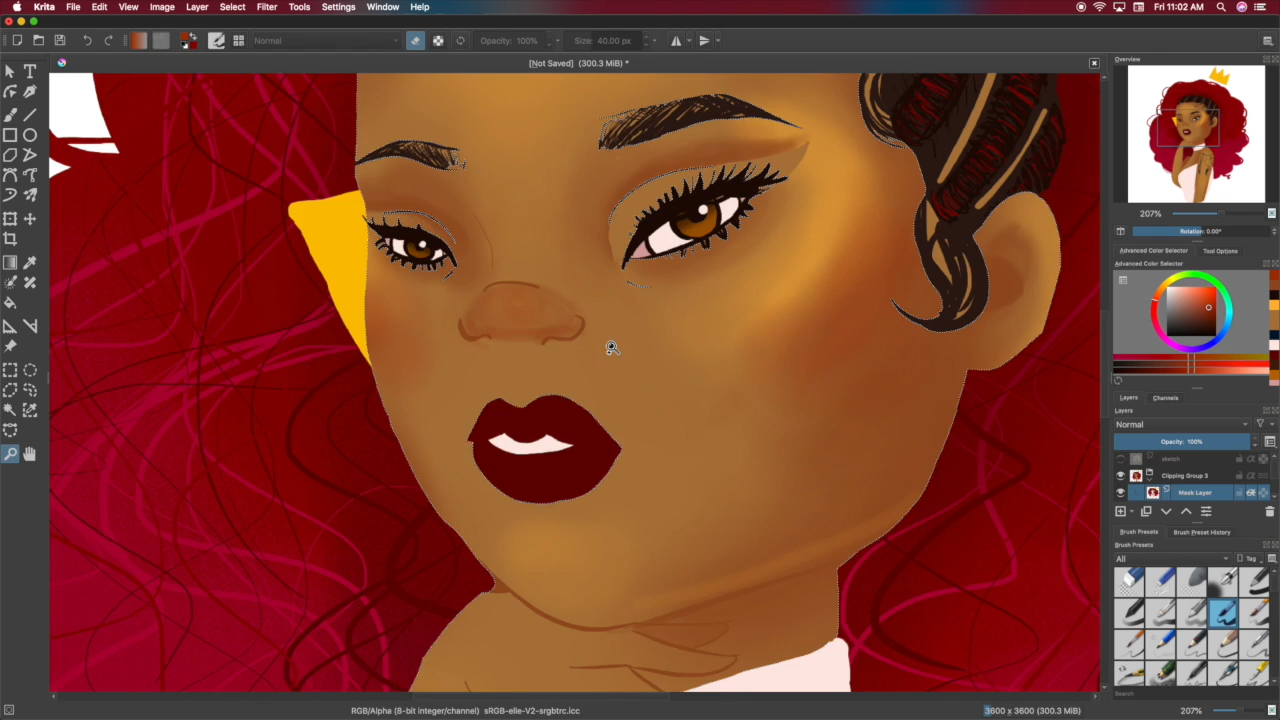 Krita File Edit View Image Layer Select Filter Tools Settings Window Help Fri 11:02 AM
Normal Opacity: 100% Size: 40.00 px
[Not Saved] (300.3 MiB) *
Overview
207%
Rotation: 0.00°
Advanced Color Selector Tool Options
Advanced Color Selector
Layers Channels
Layers
Normal
Opacity: 100%
sketch
Clipping Group 3
Mask Layer
Brush Presets Brush Preset History
Brush Presets
All Tag
Search
RGB/Alpha (8-bit integer/channel) sRGB-elle-V2-srgbtrc.icc 3600 x 3600 (300.3 MiB) 207%